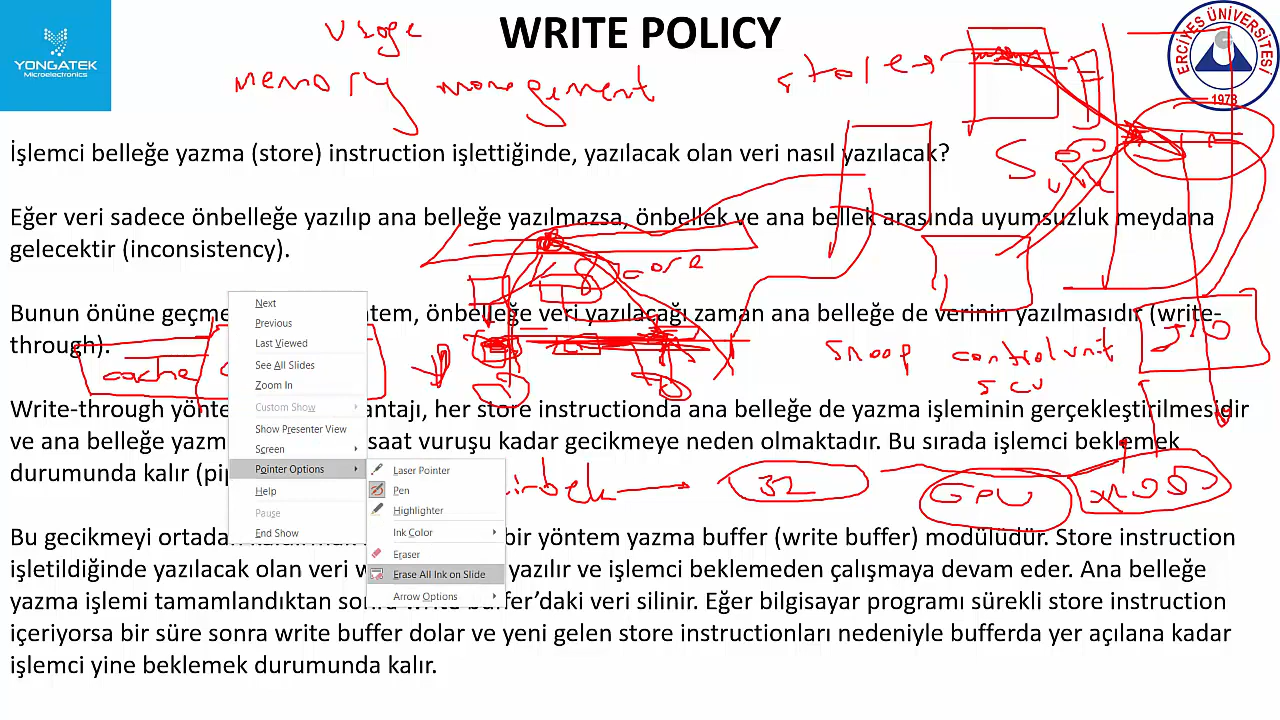 WRITE POLICY
YONGATEK
Microelectronics
ERCİYES ÜNİVERSİTESİ
1978
memory management
stale
İşlemci belleğe yazma (store) instruction işlettiğinde, yazılacak olan veri nasıl yazılacak?
Eğer veri sadece önbelleğe yazılıp ana belleğe yazılmazsa, önbellek ve ana bellek arasında uyumsuzluk meydana
gelecektir (inconsistency).
core
Bunun önüne geçme tem, önbelleğe veri yazılacağı zaman ana belleğe de verinin yazılmasıdır (write-
through).
cache
snoop control unit
SCU
Write-through yönte antajı, her store instructionda ana belleğe de yazma işleminin gerçekleştirilmesidir
ve ana belleğe yazm saat vuruşu kadar gecikmeye neden olmaktadır. Bu sırada işlemci beklemek
durumunda kalır (pip
32
GPU
Bu gecikmeyi ortadan bir yöntem yazma buffer (write buffer) modülüdür. Store instruction
işletildiğinde yazılacak olan veri w yazılır ve işlemci beklemeden çalışmaya devam eder. Ana belleğe
yazma işlemi tamamlandıktan sonra write buffer’daki veri silinir. Eğer bilgisayar programı sürekli store instruction
içeriyorsa bir süre sonra write buffer dolar ve yeni gelen store instructionları nedeniyle bufferda yer açılana kadar
işlemci yine beklemek durumunda kalır.
Next
Previous
Last Viewed
See All Slides
Zoom In
Custom Show
Show Presenter View
Screen
Pointer Options
Help
Pause
End Show
Laser Pointer
Pen
Highlighter
Ink Color
Eraser
Erase All Ink on Slide
Arrow Options